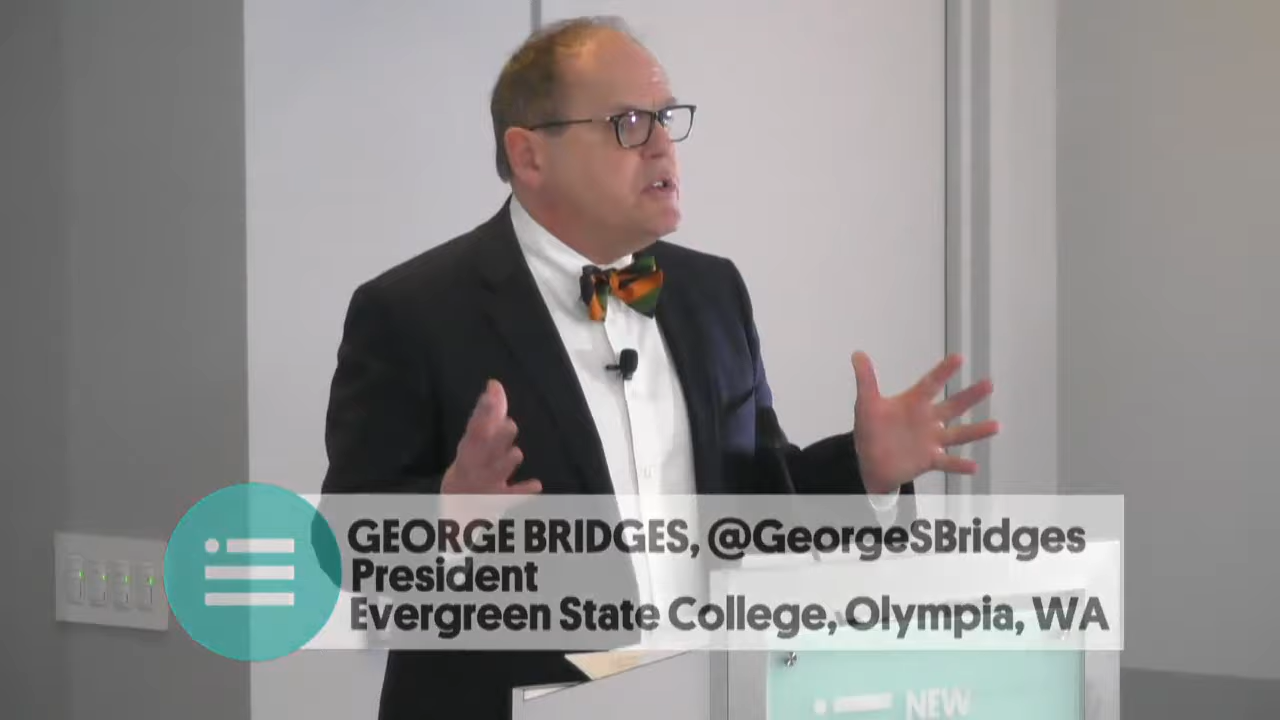 GEORGE BRIDGES, @GeorgeSBridges
President
Evergreen State College, Olympia, WA
NEW